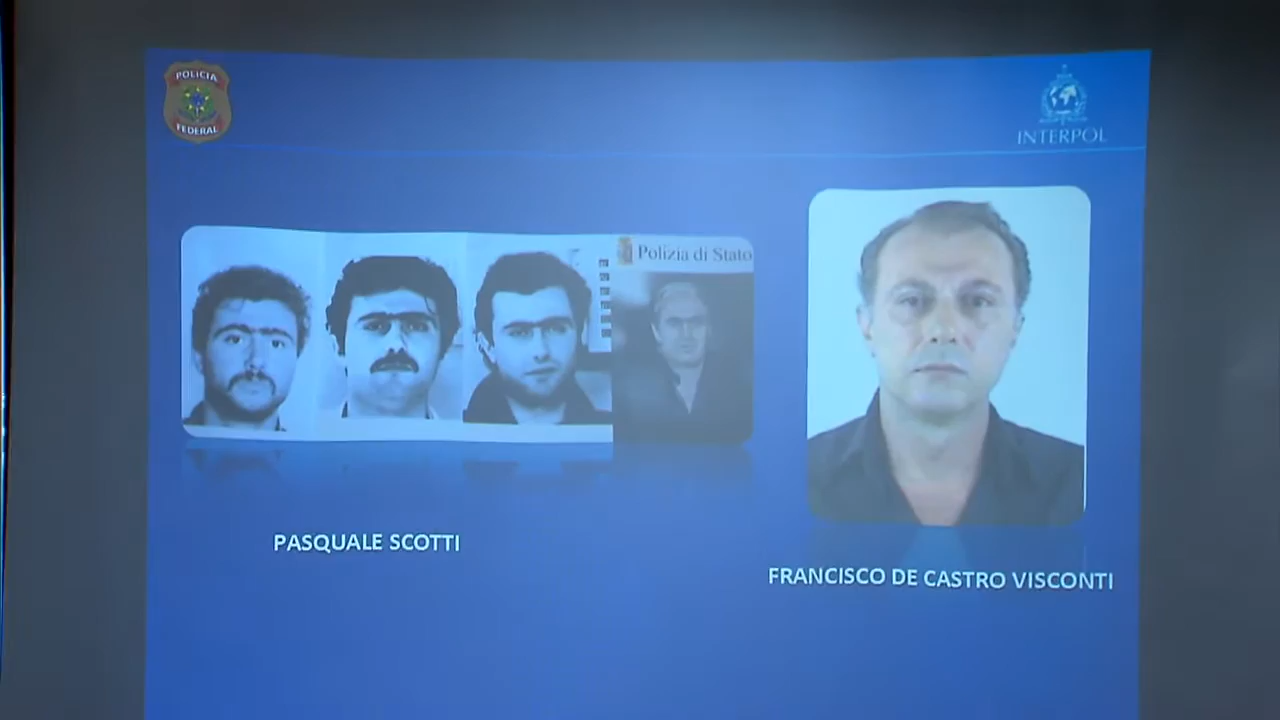 POLICIA
FEDERAL
INTERPOL
Polizia di Stato
PASQUALE SCOTTI
FRANCISCO DE CASTRO VISCONTI